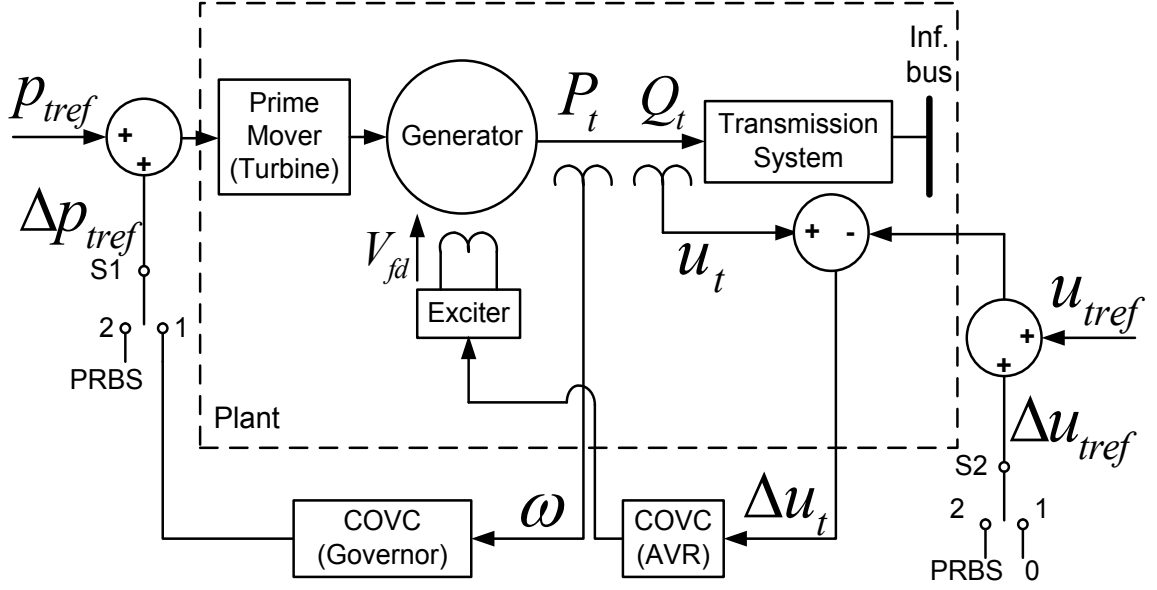 Inf.
bus
p_tref
Prime
Mover
(Turbine)
Generator
P_t
Q_t
Transmission
System
+
+
Δp_tref
+ -
u_t
V_fd
S1
Exciter
u_tref
2 1
PRBS
+
+
Plant
Δu_tref
S2
ω
Δu_t
COVC
(Governor)
COVC
(AVR)
2 1
PRBS 0